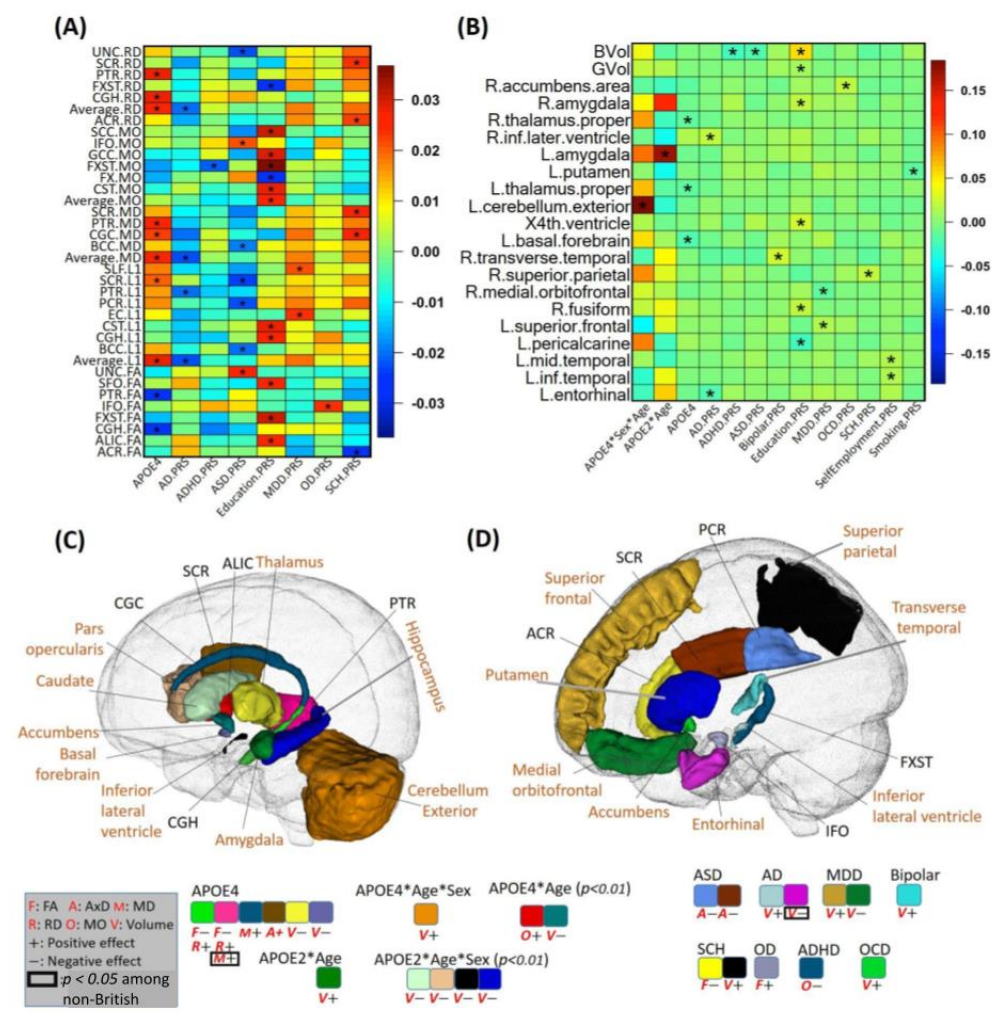 (A)
UNC.RD
SCR.RD
PTR.RD
FXST.RD
CGH.RD
Average.RD
ACR.RD
SCC.MO
IFO.MO
GCC.MO
FXST.MO
FX.MO
CST.MO
Average.MO
SCR.MD
PTR.MD
CGC.MD
BCC.MD
Average.MD
SLF.L1
SCR.L1
PTR.L1
PCR.L1
EC.L1
CST.L1
CGH.L1
BCC.L1
Average.L1
UNC.FA
SFO.FA
PTR.FA
IFO.FA
FXST.FA
CGH.FA
ALIC.FA
ACR.FA
APOE4
AD.PRS
ADHD.PRS
ASD.PRS
Education.PRS
MDD.PRS
OD.PRS
SCH.PRS
0.03
0.02
0.01
0.00
-0.01
-0.02
-0.03
(B)
BVol
GVol
R.accumbens.area
R.amygdala
R.thalamus.proper
R.inf.later.ventricle
L.amygdala
L.putamen
L.thalamus.proper
L.cerebellum.exterior
X4th.ventricle
L.basal.forebrain
R.transverse.temporal
R.superior.parietal
R.medial.orbitofrontal
R.fusiform
L.superior.frontal
L.pericalcarine
L.mid.temporal
L.inf.temporal
L.entorhinal
APOE4*Sex*Age
APOE2*Age
APOE4
AD.PRS
ADHD.PRS
ASD.PRS
Bipolar.PRS
Education.PRS
MDD.PRS
OCD.PRS
SCH.PRS
SelfEmployment.PRS
Smoking.PRS
0.15
0.10
0.05
0.00
-0.05
-0.10
-0.15
(C)
SCR
ALIC
Thalamus
CGC
PTR
Pars
opercularis
Hippocampus
Caudate
Accumbens
Basal
forebrain
Inferior
lateral
ventricle
CGH
Amygdala
Cerebellum
Exterior
(D)
PCR
Superior
parietal
SCR
Superior
frontal
Transverse
temporal
ACR
Putamen
FXST
Medial
orbitofrontal
Accumbens
Entorhinal
Inferior
lateral ventricle
IFO
F: FA A: AxD M: MD
R: RD O: MO V: Volume
+: Positive effect
−: Negative effect
:p < 0.05 among
non-British
APOE4
F− F− M+ A+ V− V−
R+ R+
M+
APOE4*Age*Sex
V+
APOE4*Age (p<0.01)
O+ V−
APOE2*Age
V+
APOE2*Age*Sex (p<0.01)
V− V− V− V−
ASD
A− A−
AD
V+ V−
MDD
V+ V−
Bipolar
V+
SCH
F− V+
OD
F+
ADHD
O−
OCD
V+